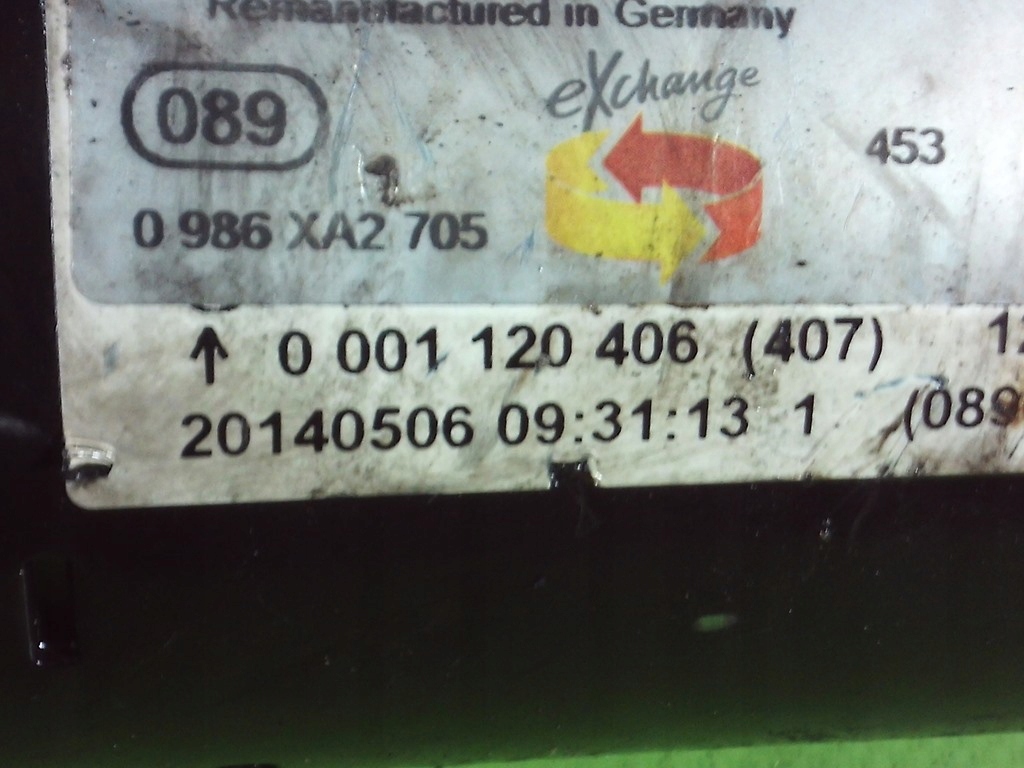 Remanufactured in Germany
089
eXchange
453
0 986 XA2 705
↑ 0 001 120 406 (407)
20140506 09:31:13 1 (089